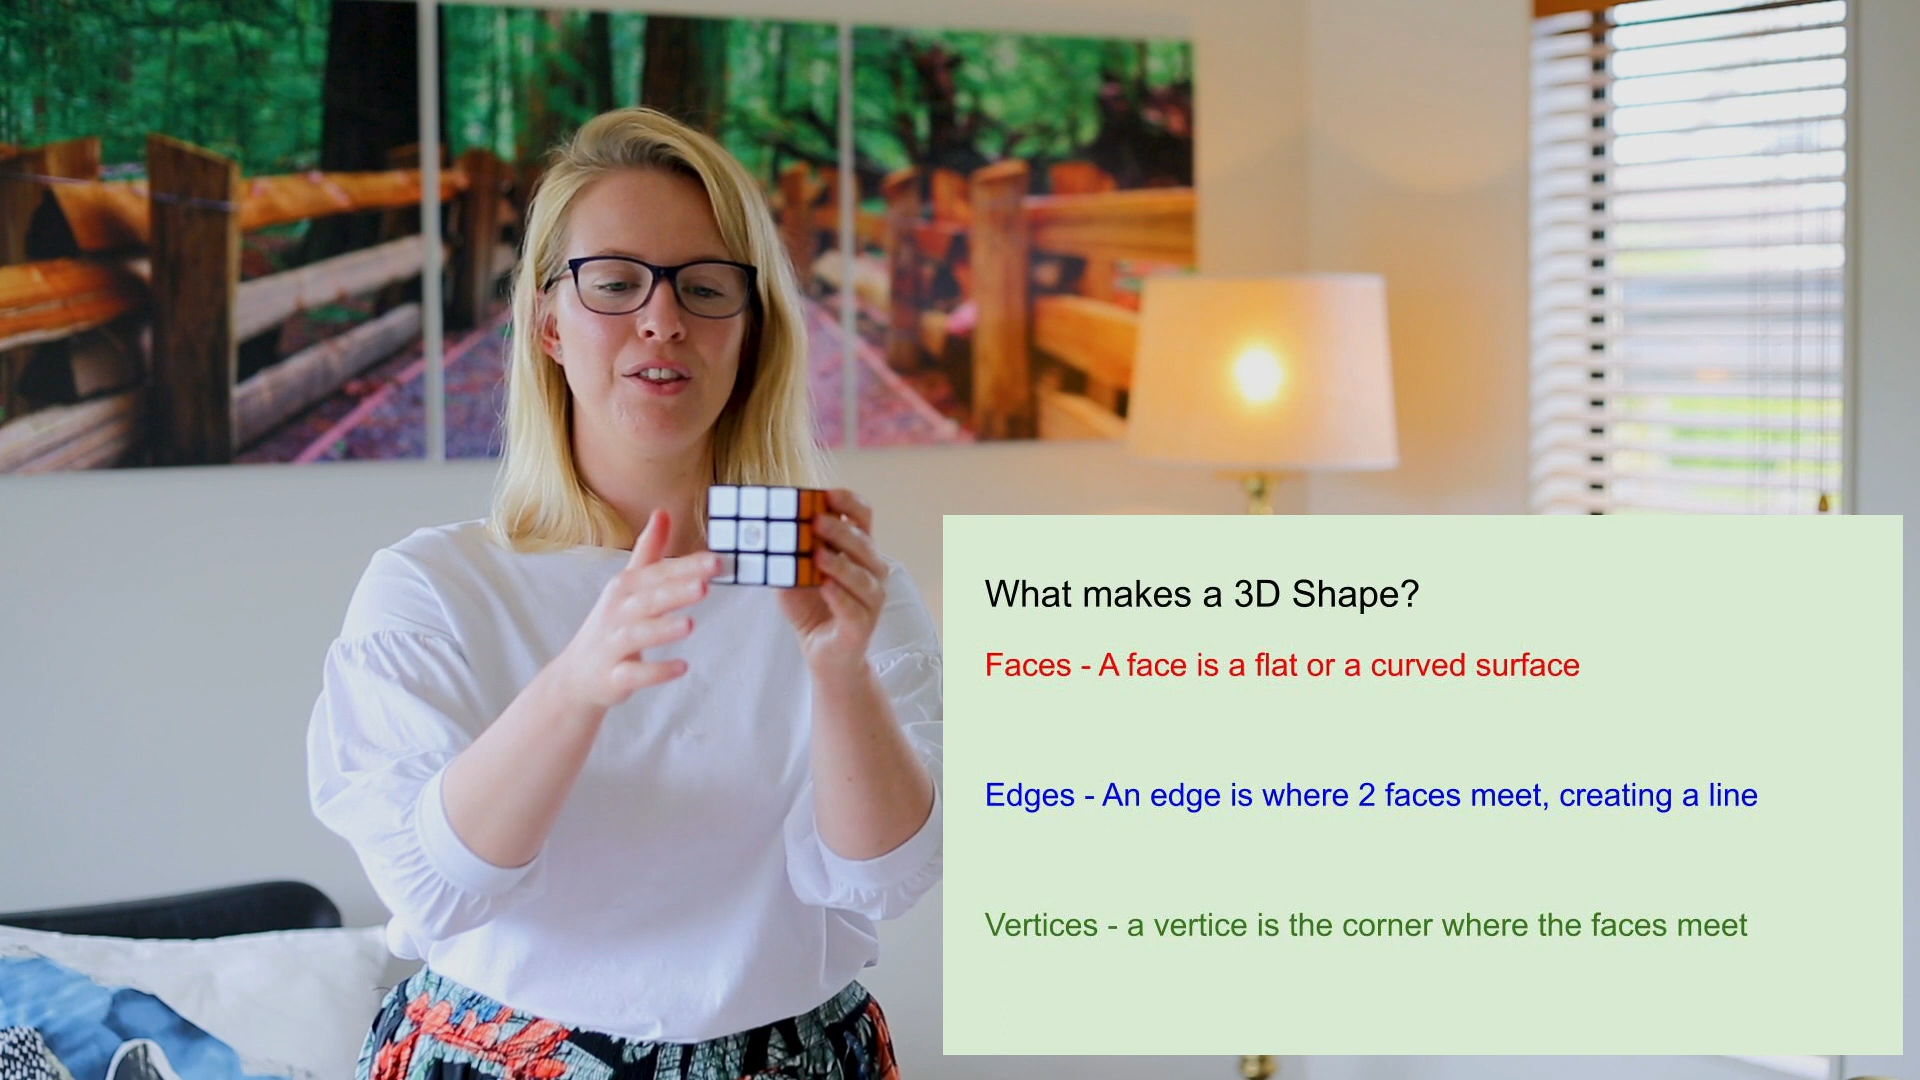 What makes a 3D Shape?
Faces - A face is a flat or a curved surface
Edges - An edge is where 2 faces meet, creating a line
Vertices - a vertice is the corner where the faces meet